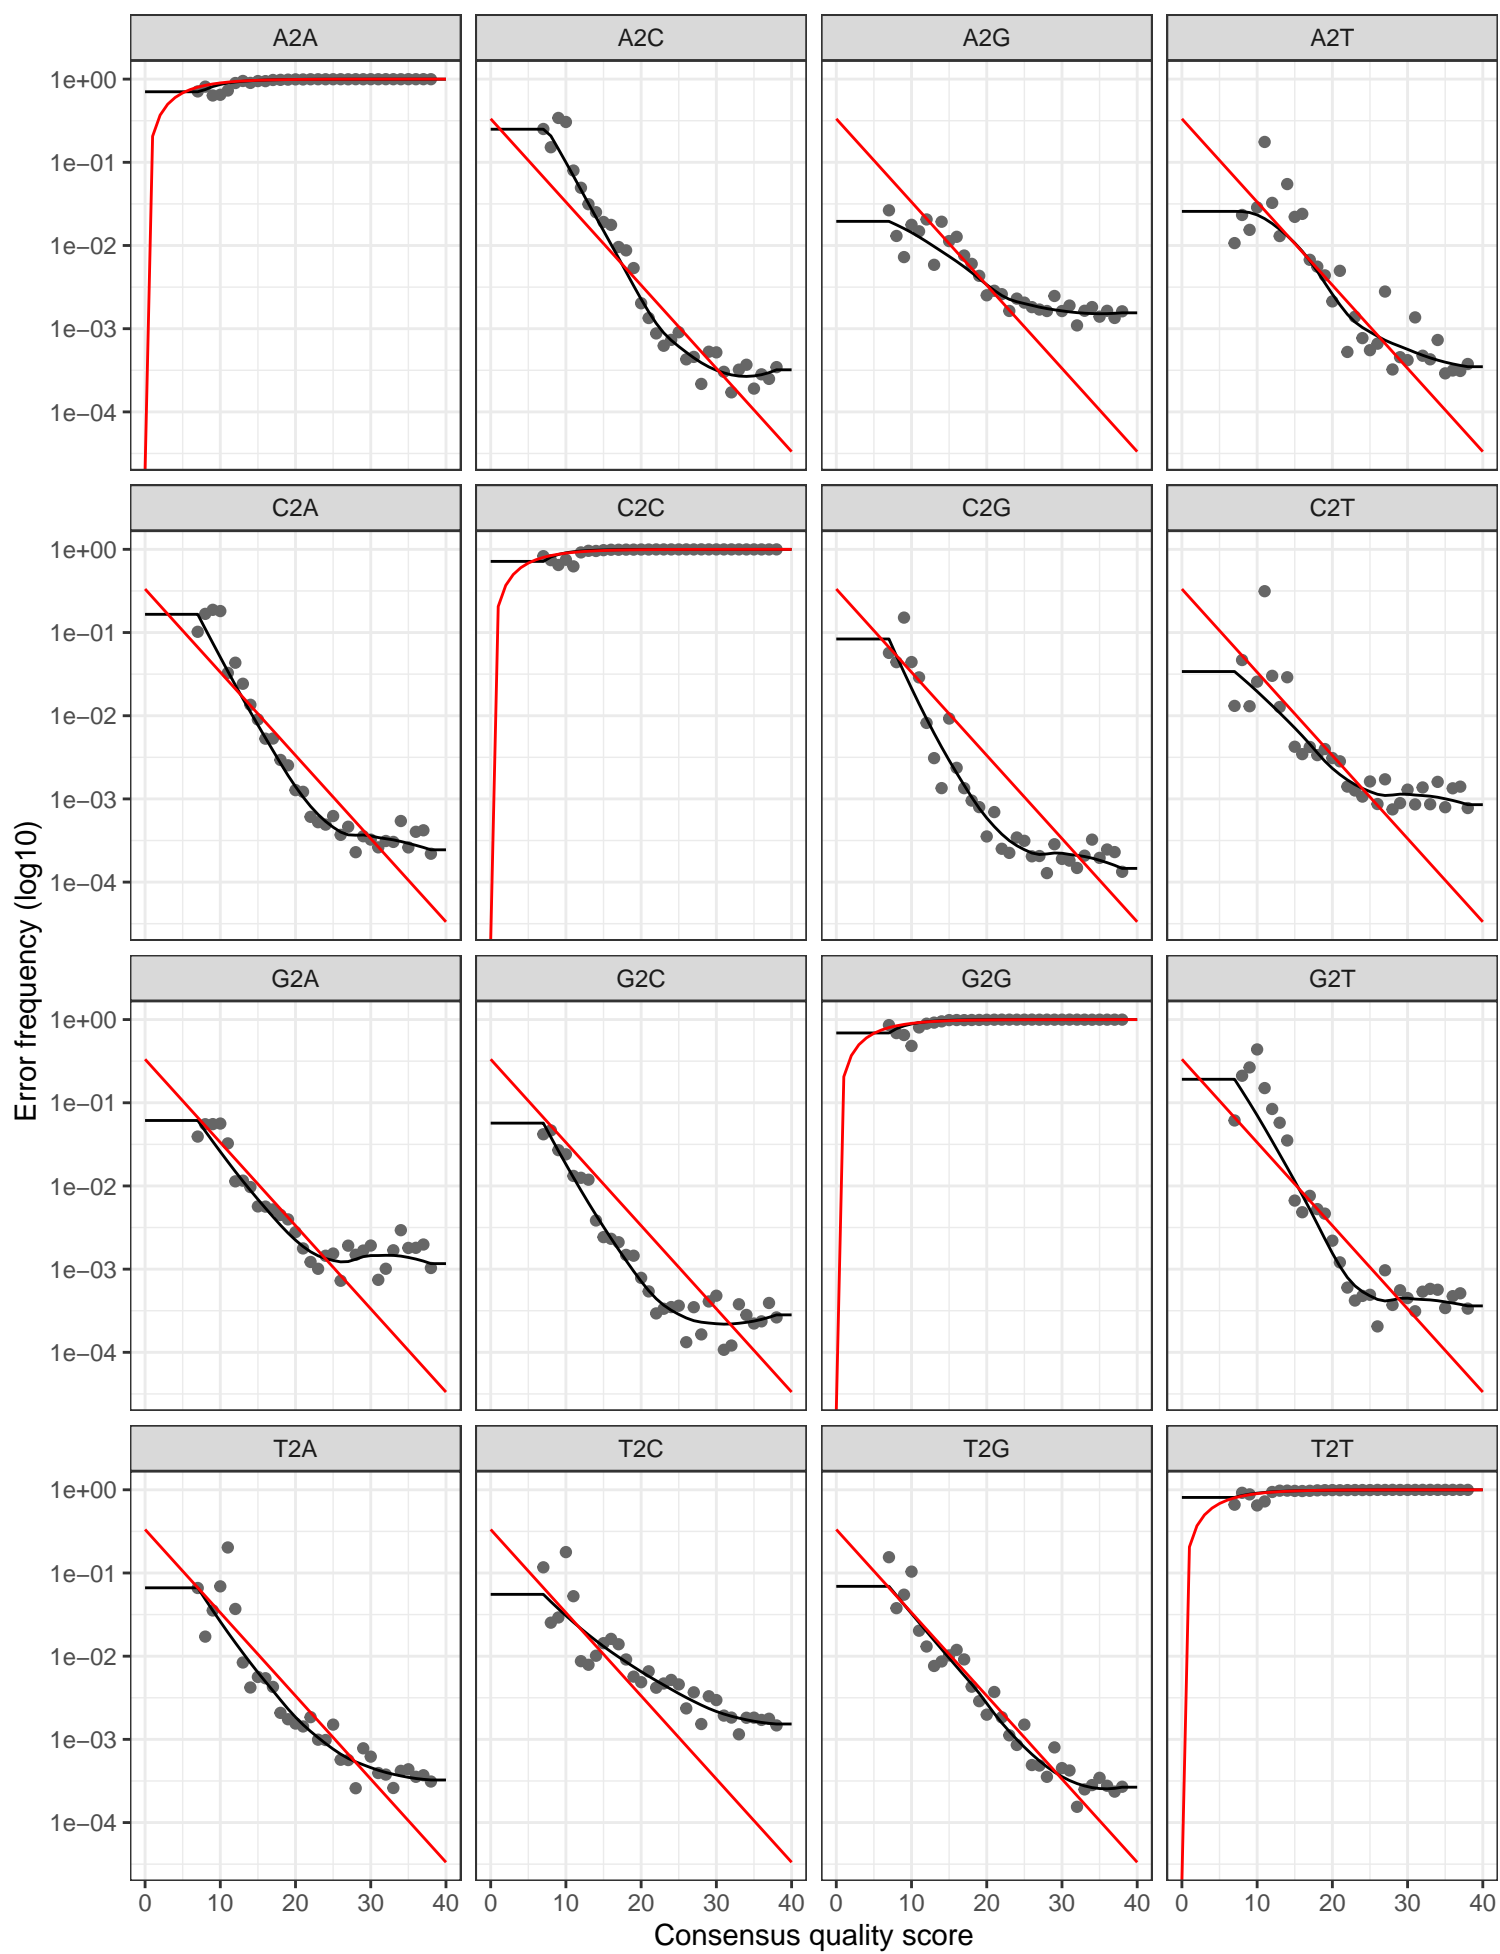 A2A A2C A2G A2T
1e+00
1e−01
1e−02
1e−03
1e−04
C2A C2C C2G C2T
1e+00
1e−01
1e−02
1e−03
1e−04
G2A G2C G2G G2T
1e+00
1e−01
1e−02
1e−03
1e−04
T2A T2C T2G T2T
1e+00
1e−01
1e−02
1e−03
1e−04
0 10 20 30 40 0 10 20 30 40 0 10 20 30 40 0 10 20 30 40
Consensus quality score
Error frequency (log10)